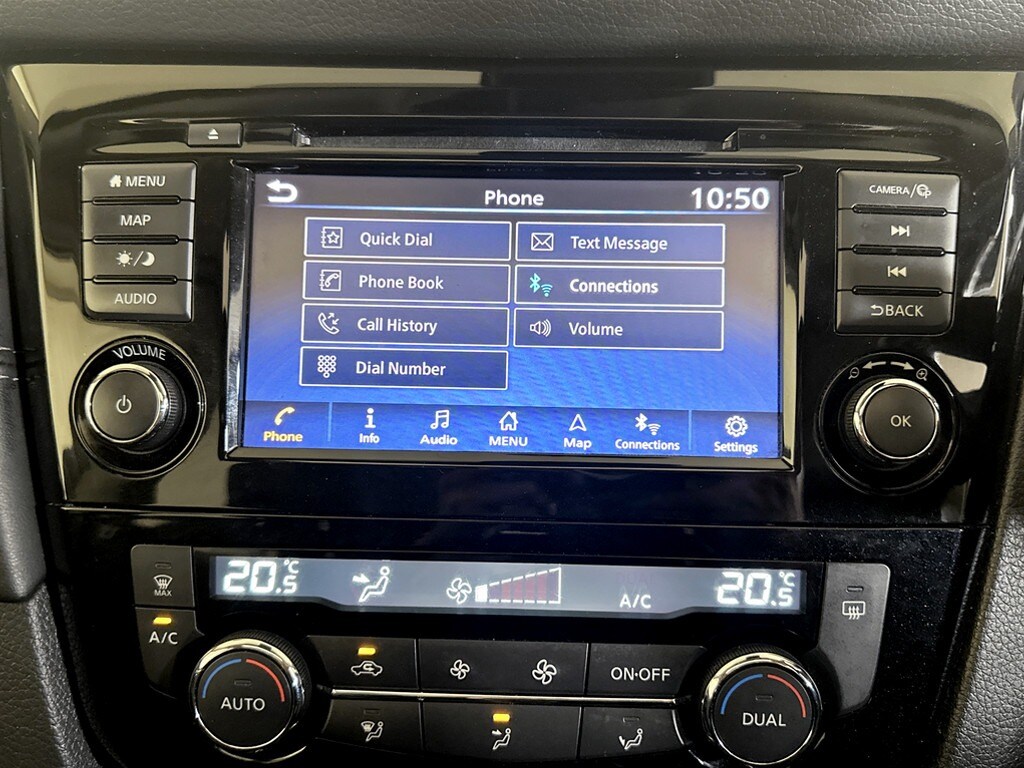 MENU
MAP
AUDIO
VOLUME
Phone
10:50
Quick Dial
Text Message
Phone Book
Connections
Call History
Volume
Dial Number
Phone
Info
Audio
MENU
Map
Connections
Settings
CAMERA/
BACK
OK
MAX
A/C
20.5°C
A/C
20.5°C
AUTO
ON·OFF
DUAL